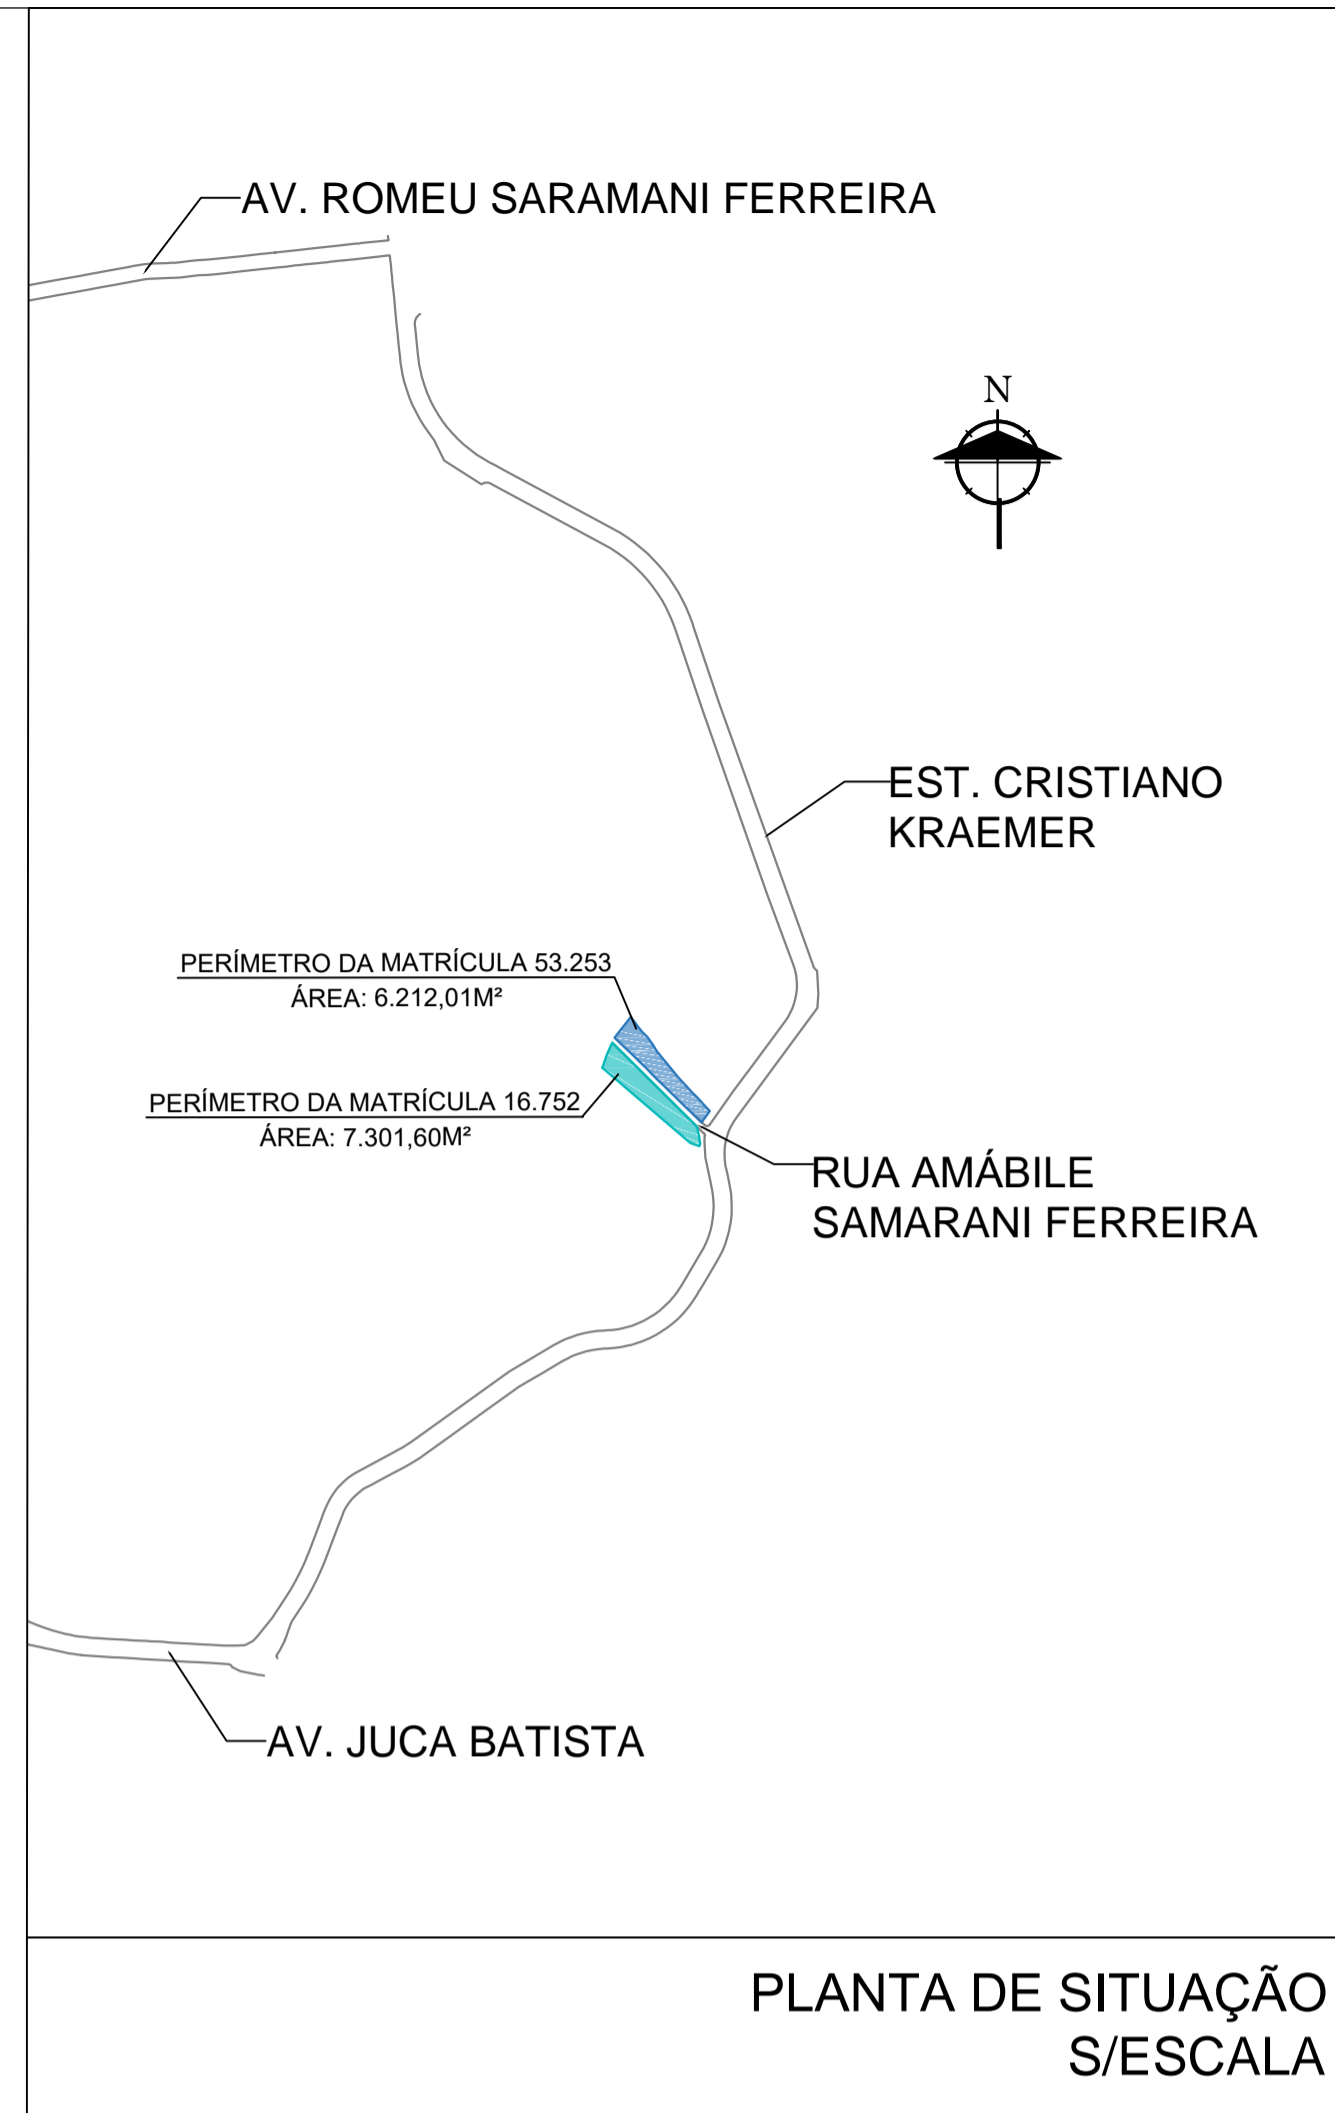 AV. ROMEU SARAMANI FERREIRA
N
EST. CRISTIANO
KRAEMER
PERÍMETRO DA MATRÍCULA 53.253
ÁREA: 6.212,01M²
PERÍMETRO DA MATRÍCULA 16.752
ÁREA: 7.301,60M²
RUA AMÁBILE
SAMARANI FERREIRA
AV. JUCA BATISTA
PLANTA DE SITUAÇÃO
S/ESCALA